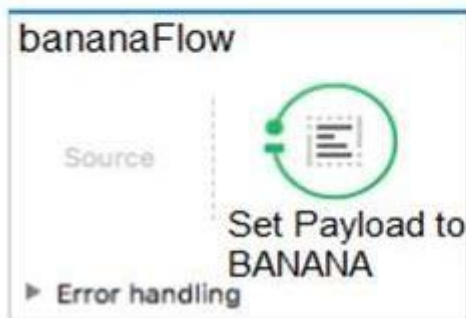 bananaFlow
Source
Set Payload to
BANANA
Error handling